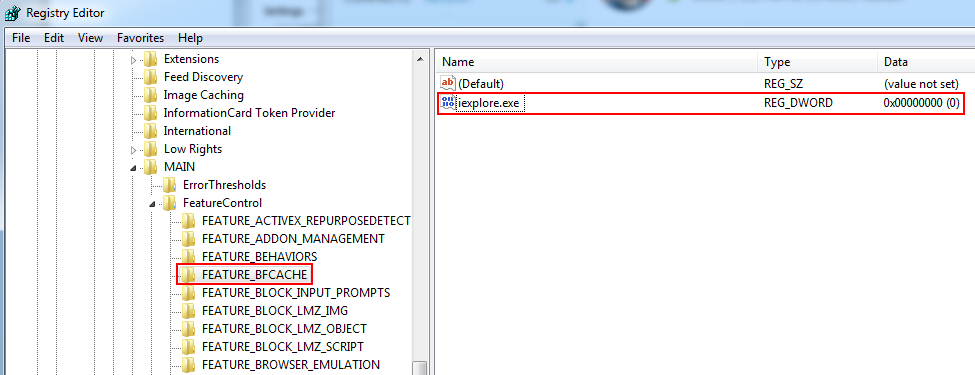 Settings
Registry Editor
File Edit View Favorites Help
Extensions
Feed Discovery
Image Caching
InformationCard Token Provider
International
Low Rights
MAIN
ErrorThresholds
FeatureControl
FEATURE_ACTIVEX_REPURPOSEDETECT
FEATURE_ADDON_MANAGEMENT
FEATURE_BEHAVIORS
FEATURE_BFCACHE
FEATURE_BLOCK_INPUT_PROMPTS
FEATURE_BLOCK_LMZ_IMG
FEATURE_BLOCK_LMZ_OBJECT
FEATURE_BLOCK_LMZ_SCRIPT
FEATURE_BROWSER_EMULATION
Name Type Data
(Default) REG_SZ (value not set)
iexplore.exe REG_DWORD 0x00000000 (0)